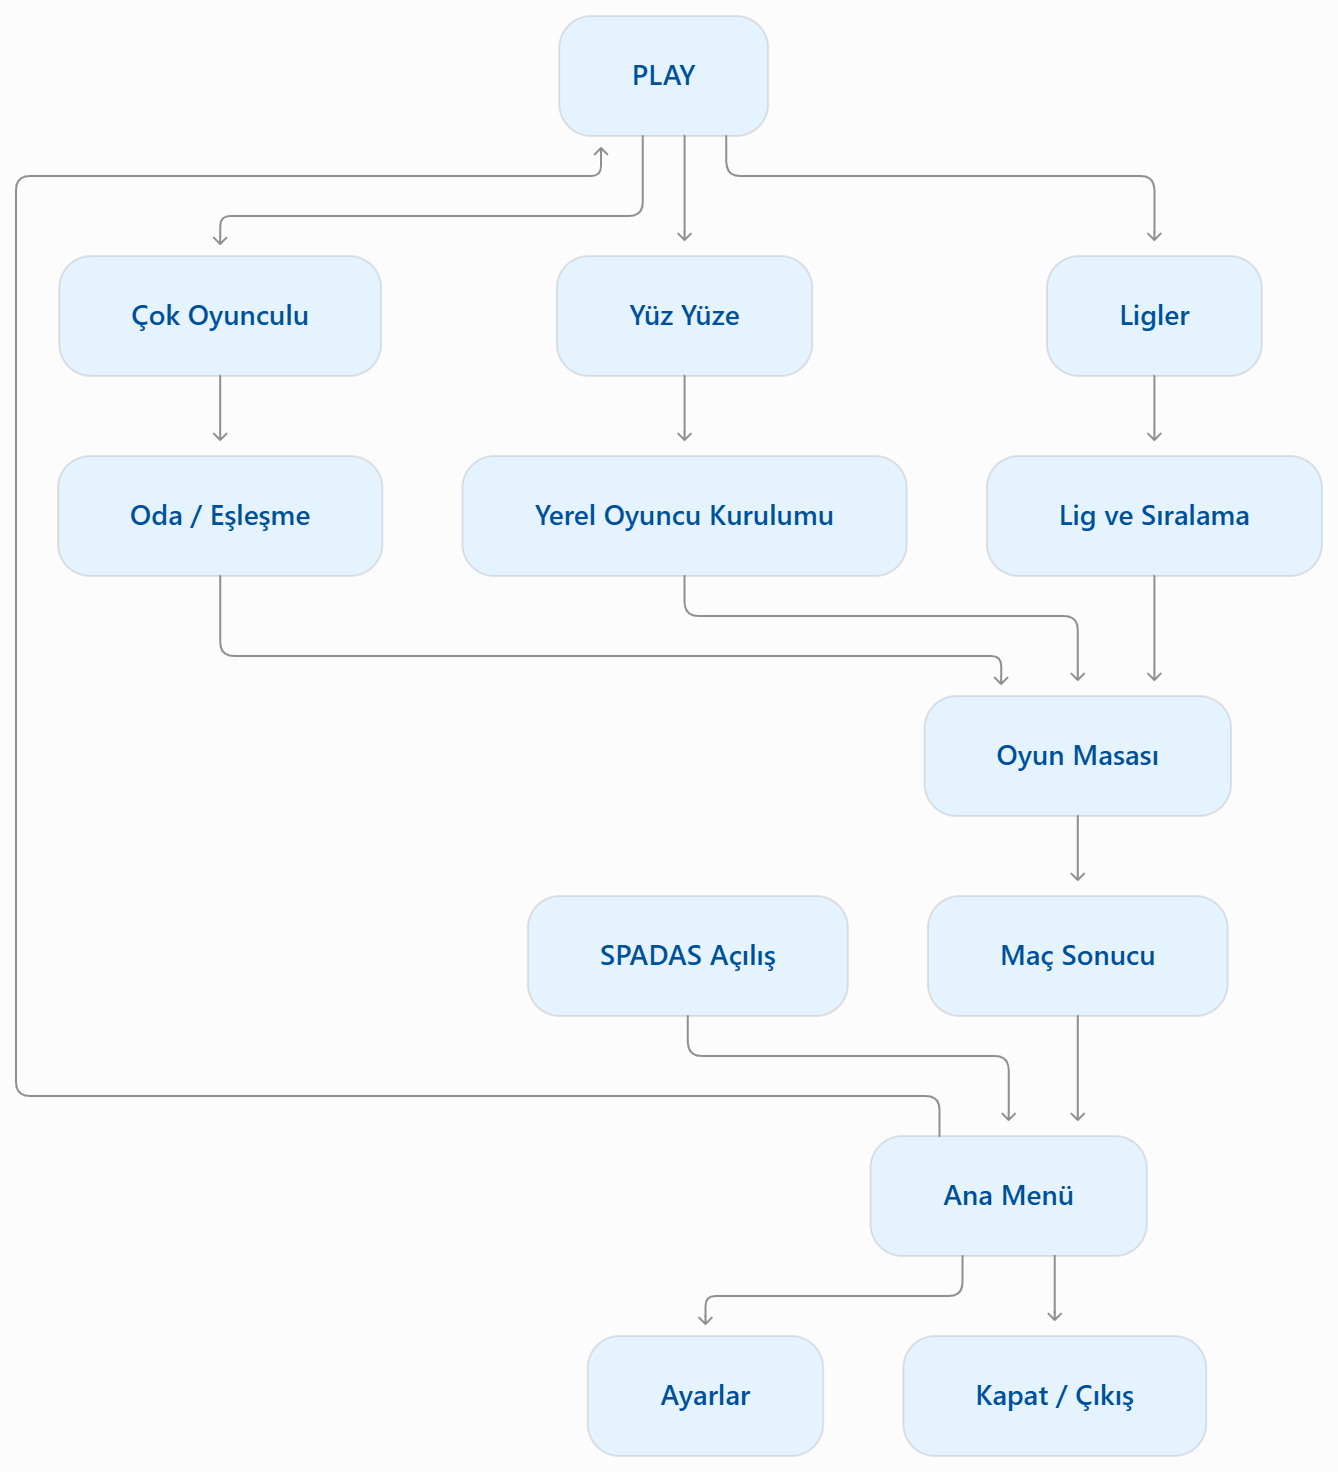 PLAY
Çok Oyunculu
Yüz Yüze
Ligler
Oda / Eşleşme
Yerel Oyuncu Kurulumu
Lig ve Sıralama
Oyun Masası
SPADAS Açılış
Maç Sonucu
Ana Menü
Ayarlar
Kapat / Çıkış